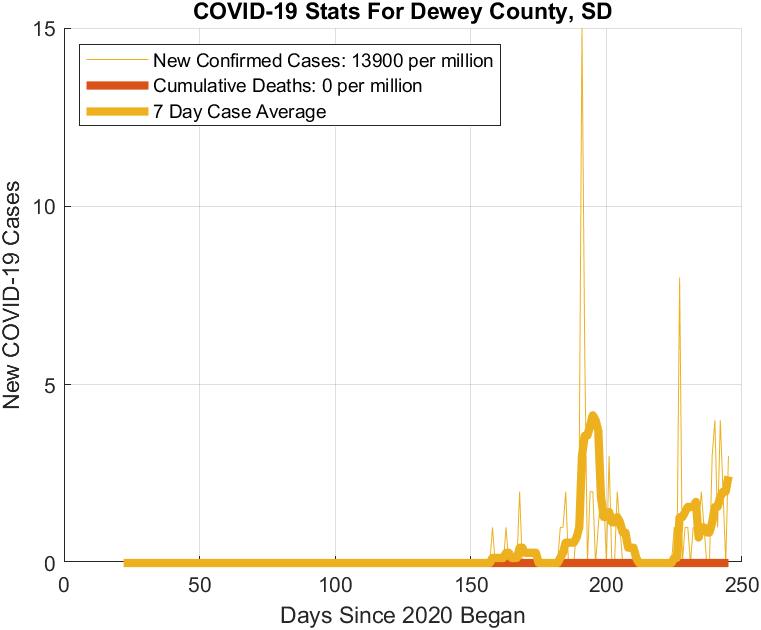 COVID-19 Stats For Dewey County, SD
15
New Confirmed Cases: 13900 per million
Cumulative Deaths: 0 per million
7 Day Case Average
10
New COVID-19 Cases
5
0
0 50 100 150 200 250
Days Since 2020 Began